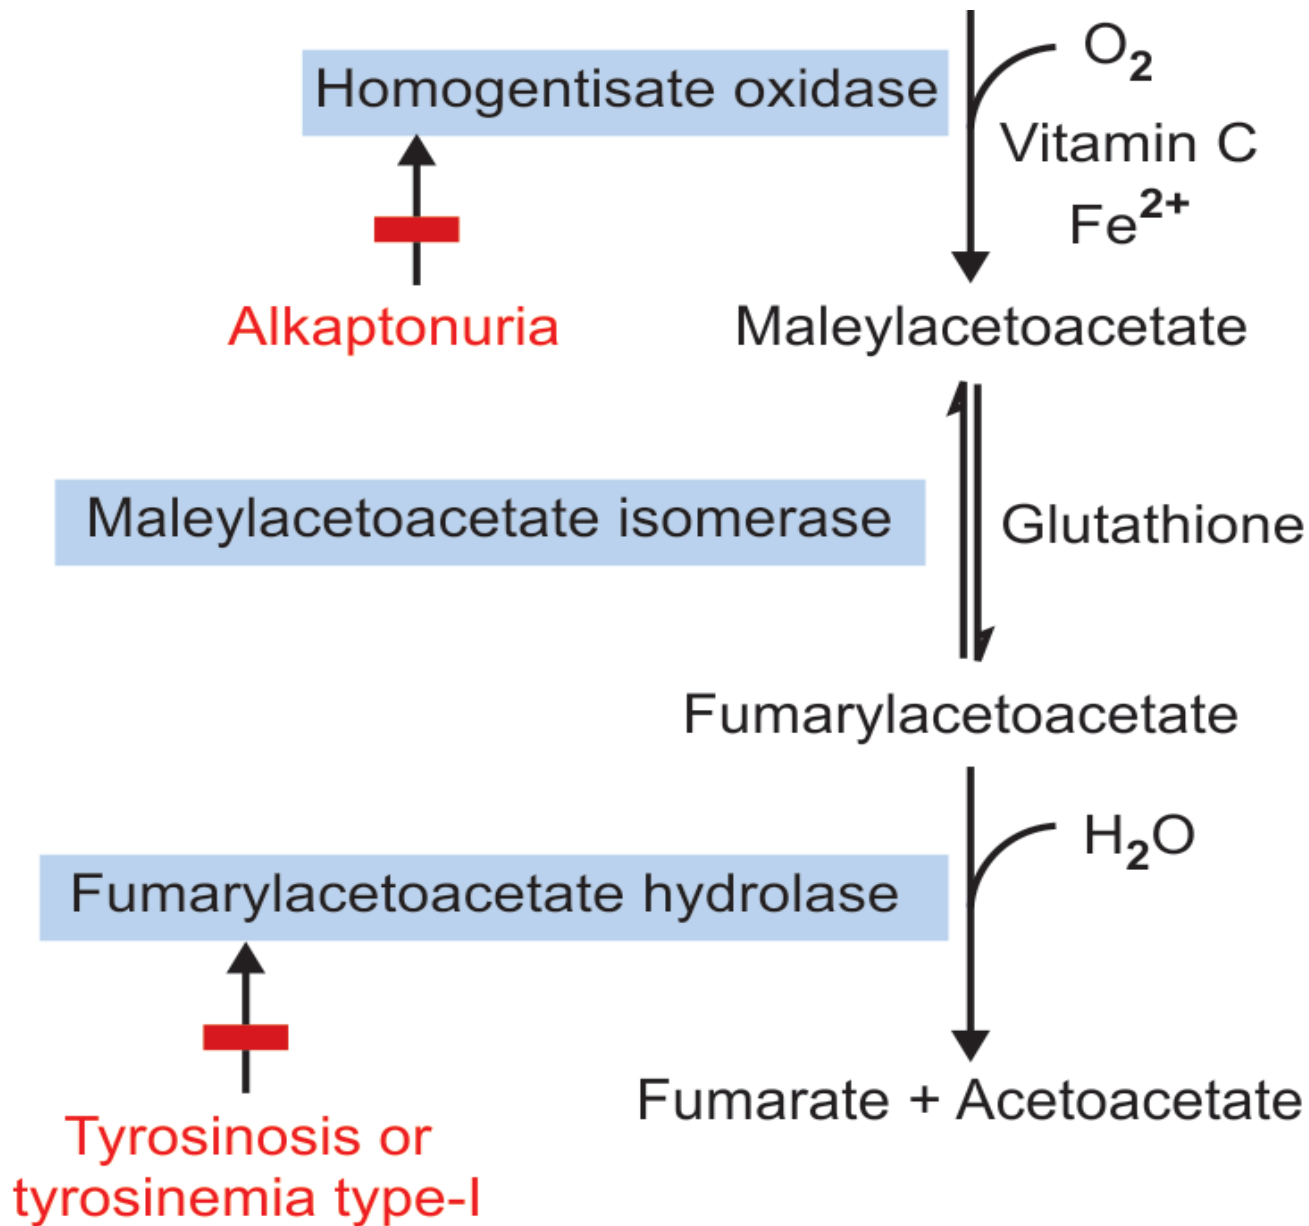 Homogentisate oxidase
O₂
Vitamin C
Fe²⁺
Alkaptonuria
Maleylacetoacetate
Maleylacetoacetate isomerase
Glutathione
Fumarylacetoacetate
Fumarylacetoacetate hydrolase
H₂O
Fumarate + Acetoacetate
Tyrosinosis or
tyrosinemia type-I